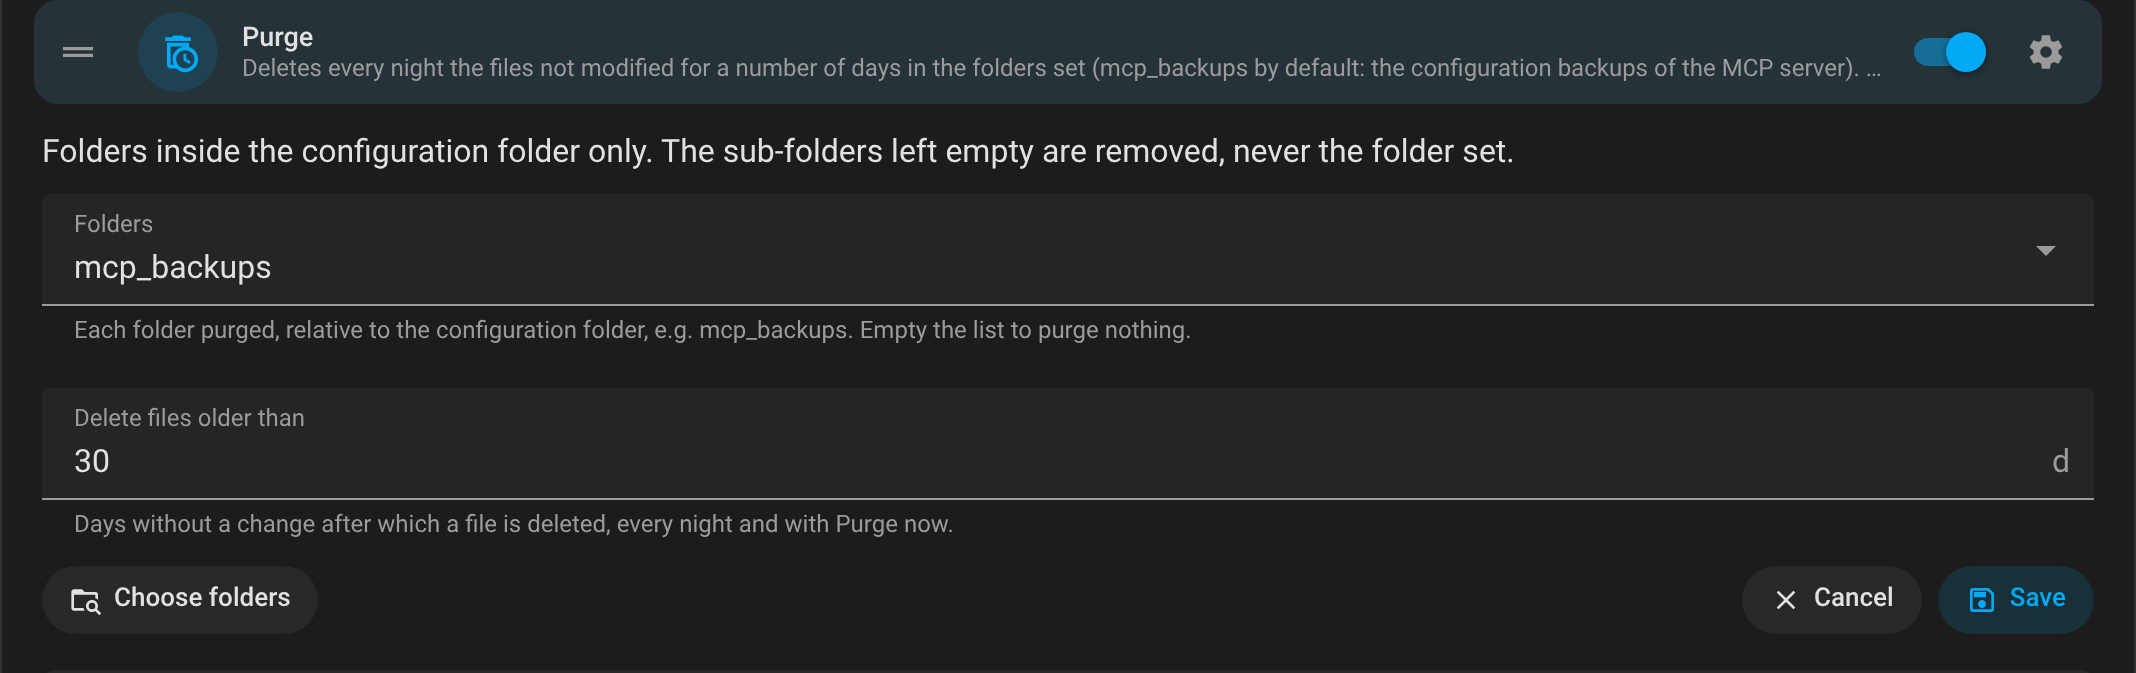 Purge
Deletes every night the files not modified for a number of days in the folders set (mcp_backups by default: the configuration backups of the MCP server). ...
Folders inside the configuration folder only. The sub-folders left empty are removed, never the folder set.
Folders
mcp_backups
Each folder purged, relative to the configuration folder, e.g. mcp_backups. Empty the list to purge nothing.
Delete files older than
30 d
Days without a change after which a file is deleted, every night and with Purge now.
Choose folders Cancel Save